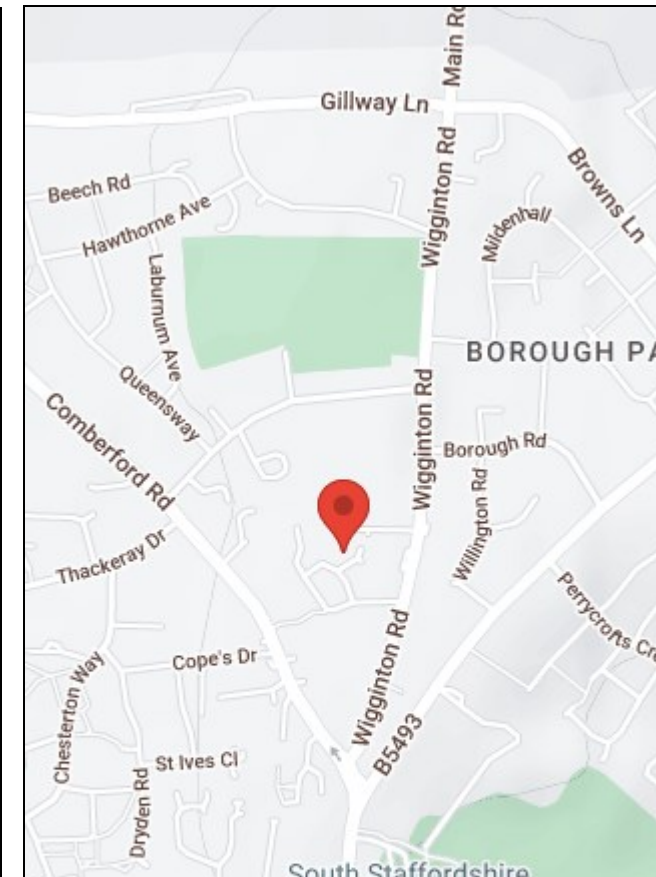 Main Rd
Gillway Ln
Wigginton Rd
Browns Ln
Beech Rd
Hawthorne Ave
Mildenhall
Laburnum Ave
BOROUGH PA
Queensway
Wigginton Rd
Comberford Rd
Borough Rd
Willington Rd
Thackeray Dr
Perrycrofts Cre
Wigginton Rd
Cope's Dr
Chesterton Way
B5493
St Ives Cl
Dryden Rd
South Staffordshire